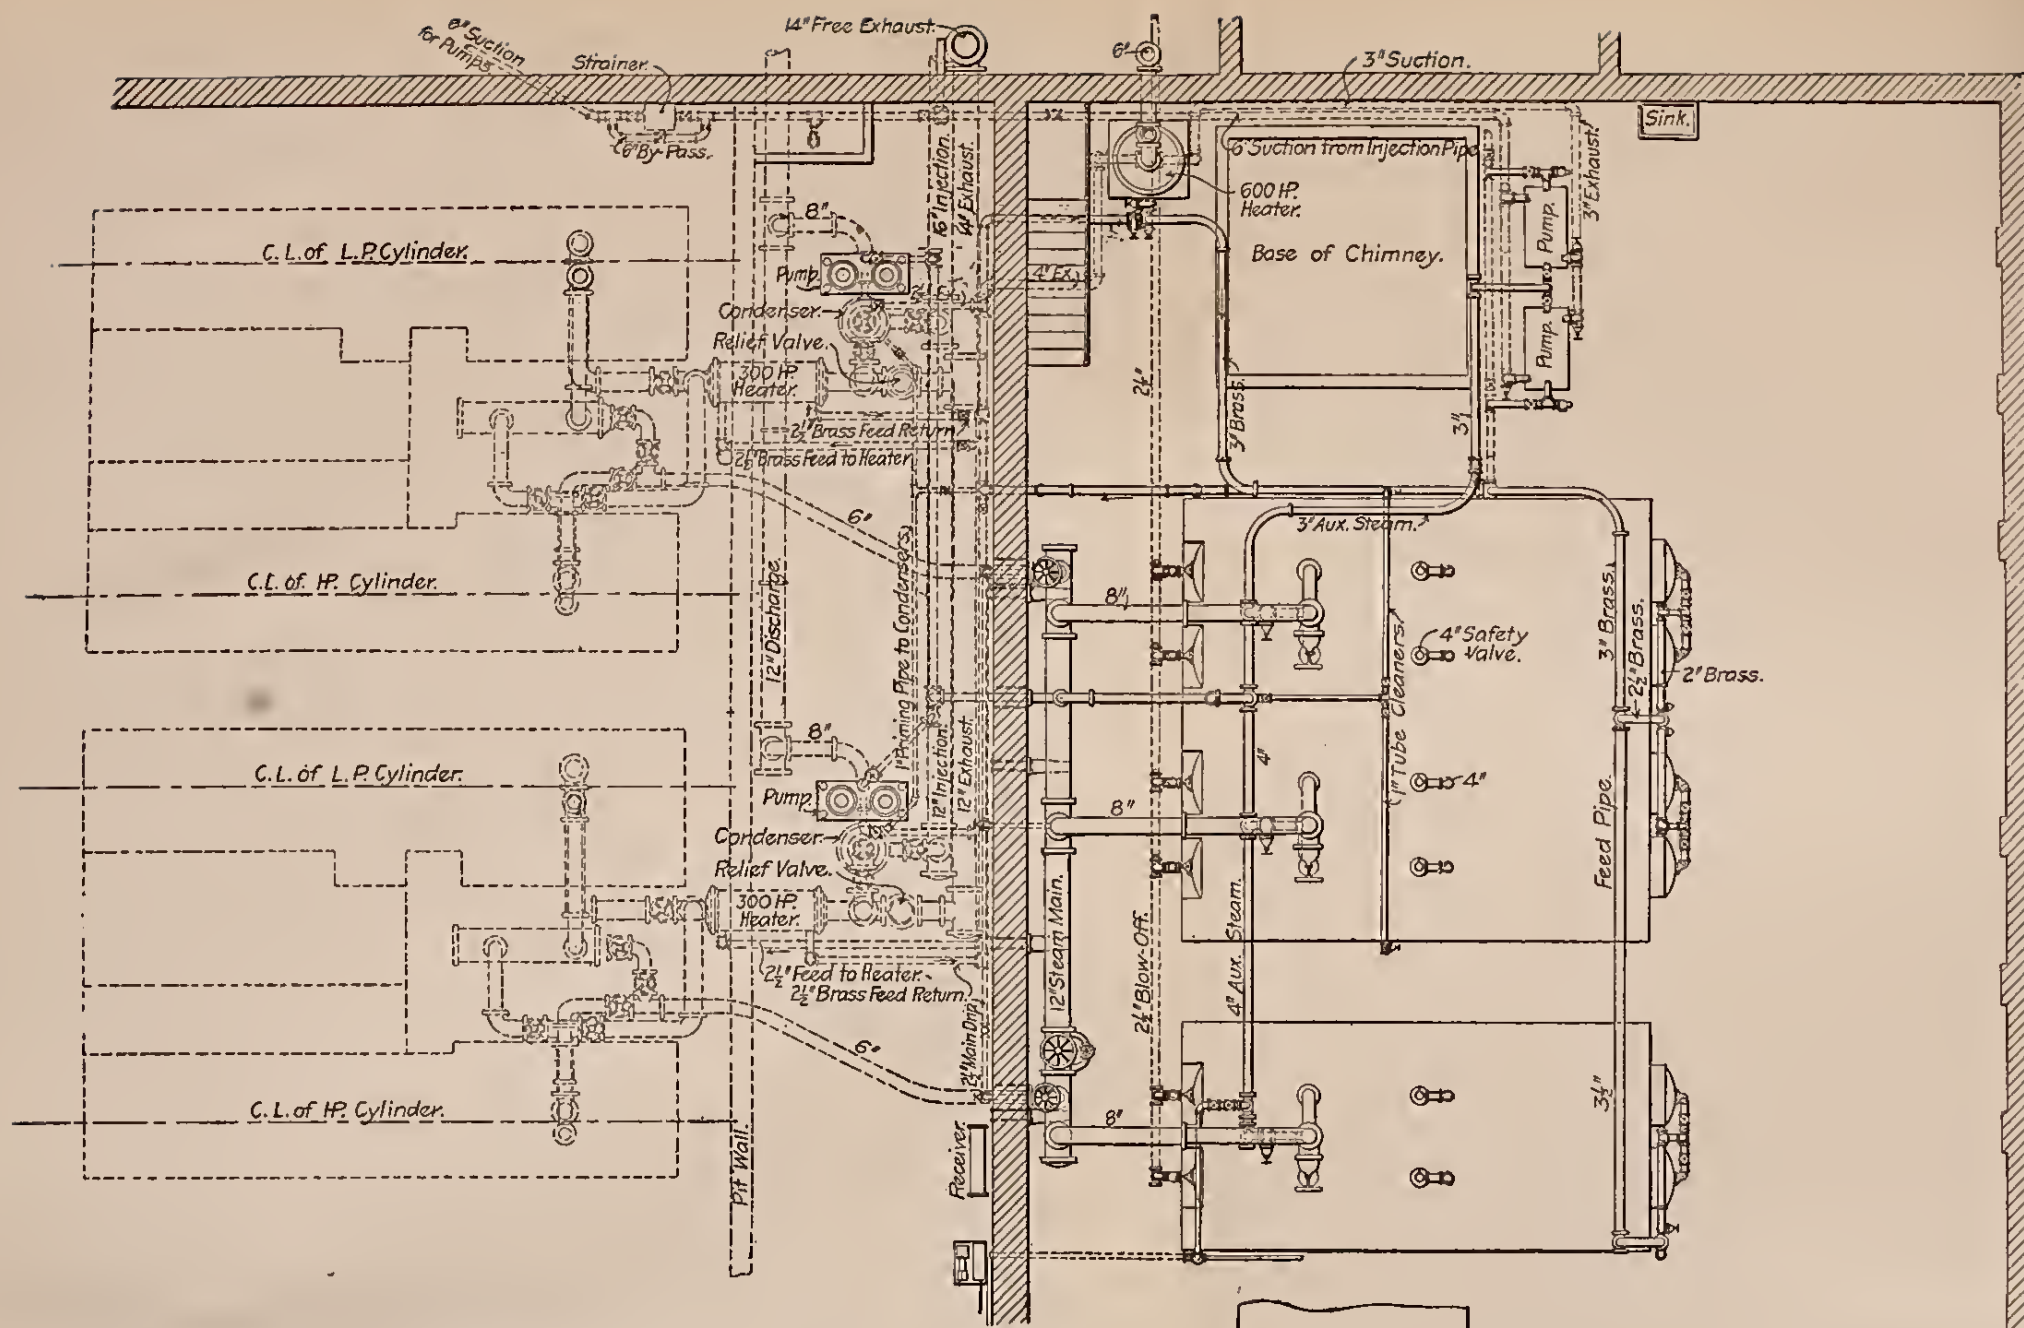 8" Suction
for Pumps.
Strainer.
14" Free Exhaust.
6"
3" Suction.
Sink.
6" By-Pass.
6" Suction from Injection Pipe
3" Exhaust.
600 HP.
Heater.
Base of Chimney.
Pump.
Pump.
8"
16" Injection.
14" Exhaust.
C.L. of L.P. Cylinder.
Pump.
4" Ex.
Condenser.
Relief Valve.
300 HP.
Heater.
2½"
3" Brass.
3"
2½" Brass Feed Return.
2½" Brass Feed to Heater
6"
3" Aux. Steam.
C.L. of HP. Cylinder.
12" Discharge.
1" Priming Pipe to Condensers.
8"
3" Brass.
4" Safety
Valve.
2½" Brass.
2" Brass.
1" Tube Cleaners.
8"
C.L. of L.P. Cylinder.
Pump.
12" Injection
12" Exhaust.
4"
4"
8"
Condenser.
Relief Valve.
300 HP.
Heater.
12" Steam Main.
4" Aux. Steam.
Feed Pipe.
2½" Blow-Off.
2½" Feed to Heater.
2½" Brass Feed Return.
6"
2½" Main Drip.
3½"
C.L. of HP. Cylinder.
8"
Pit Wall.
Receiver.